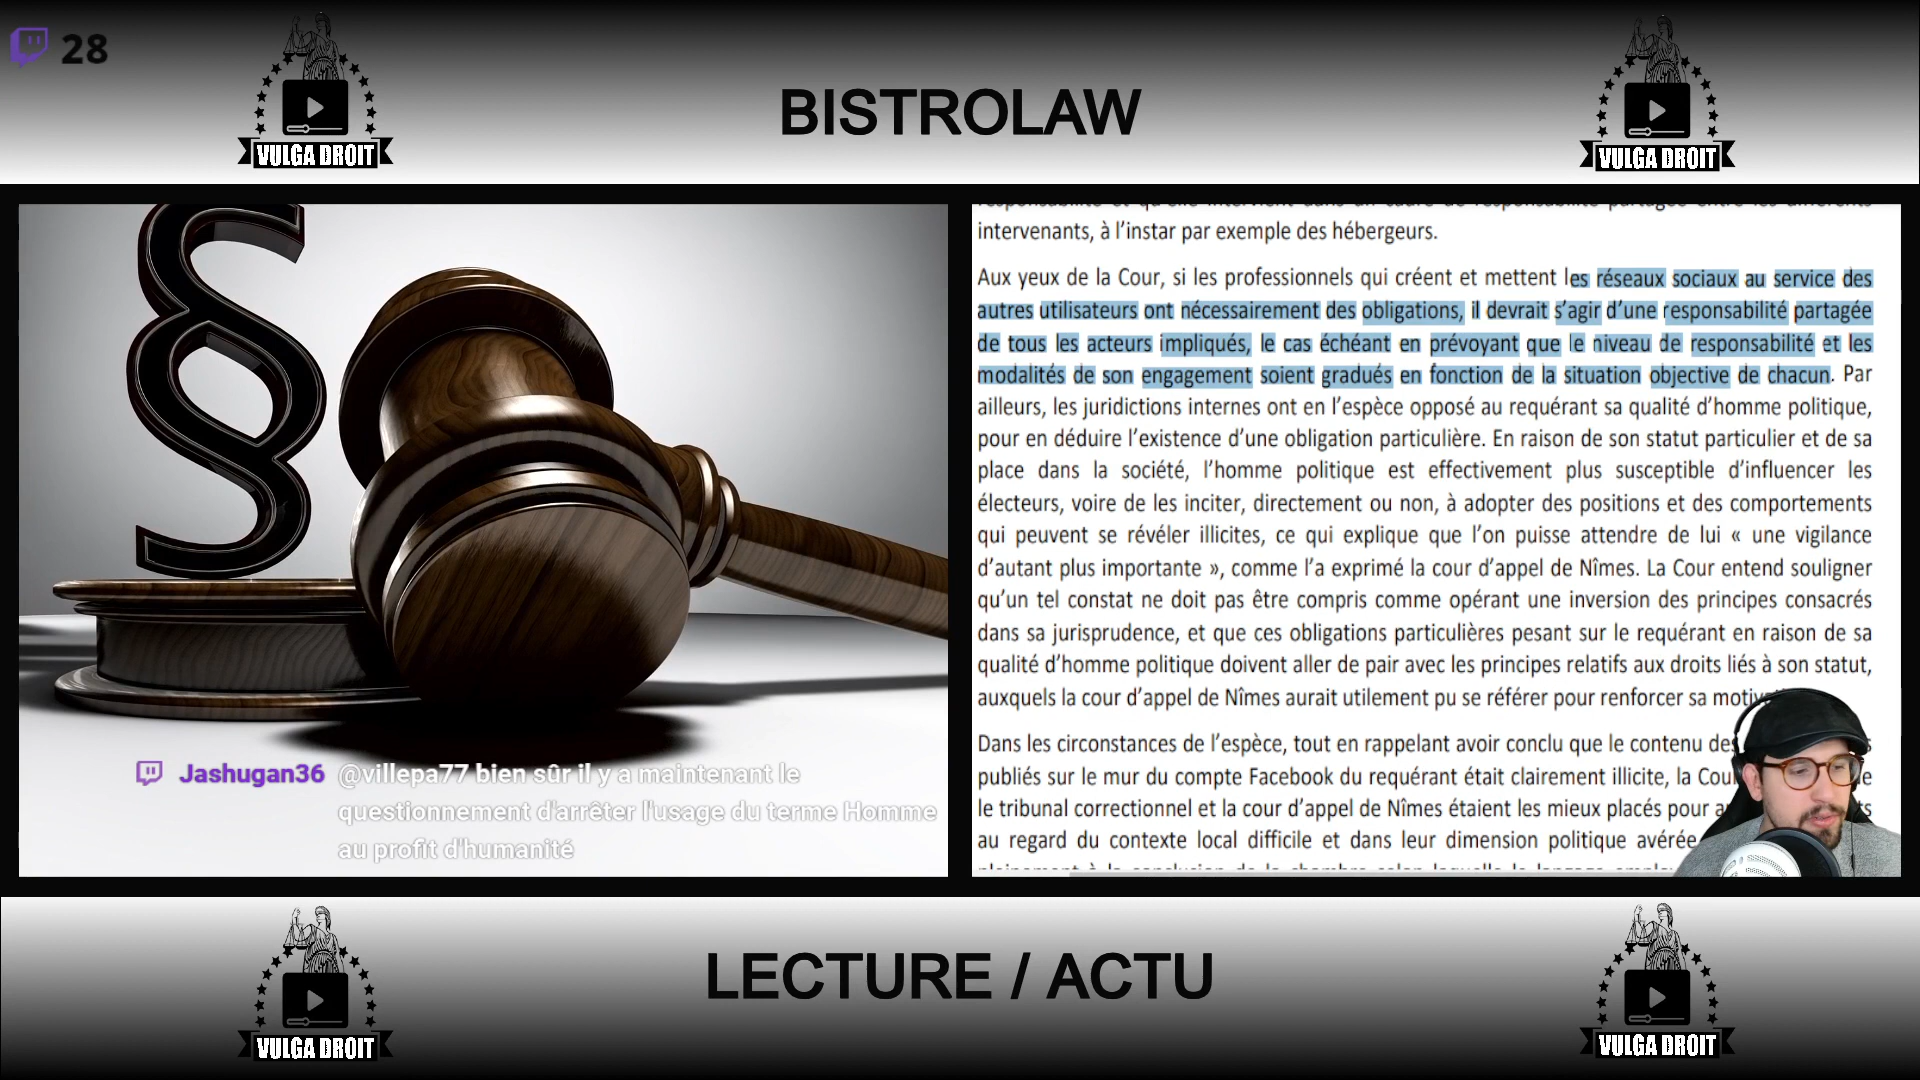 28
BISTROLAW
VULGA DROIT
VULGA DROIT
intervenants, à l'instar par exemple des hébergeurs.
Aux yeux de la Cour, si les professionnels qui créent et mettent les réseaux sociaux au service des
autres utilisateurs ont nécessairement des obligations, il devrait s'agir d'une responsabilité partagée
de tous les acteurs impliqués, le cas échéant en prévoyant que le niveau de responsabilité et les
modalités de son engagement soient gradués en fonction de la situation objective de chacun. Par
ailleurs, les juridictions internes ont en l'espèce opposé au requérant sa qualité d'homme politique,
pour en déduire l'existence d'une obligation particulière. En raison de son statut particulier et de sa
place dans la société, l'homme politique est effectivement plus susceptible d'influencer les
électeurs, voire de les inciter, directement ou non, à adopter des positions et des comportements
qui peuvent se révéler illicites, ce qui explique que l'on puisse attendre de lui « une vigilance
d'autant plus importante », comme l'a exprimé la cour d'appel de Nîmes. La Cour entend souligner
qu'un tel constat ne doit pas être compris comme opérant une inversion des principes consacrés
dans sa jurisprudence, et que ces obligations particulières pesant sur le requérant en raison de sa
qualité d'homme politique doivent aller de pair avec les principes relatifs aux droits liés à son statut,
auxquels la cour d'appel de Nîmes aurait utilement pu se référer pour renforcer sa
Dans les circonstances de l'espèce, tout en rappelant avoir conclu que le contenu
publiés sur le mur du compte Facebook du requérant était clairement illicite, la
le tribunal correctionnel et la cour d'appel de Nîmes étaient les mieux placés pour
au regard du contexte local difficile et dans leur dimension politique avérée
Jashugan36 @villepa77 bien sûr il y a maintenant le
questionnement d'arrêter l'usage du terme Homme
au profit d'humanité
LECTURE / ACTU
VULGA DROIT
VULGA DROIT